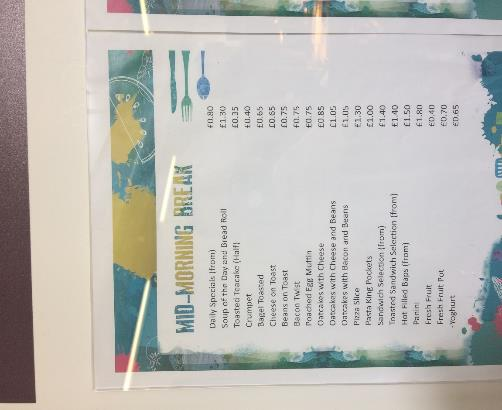 MID-MORNING BREAK
Daily Specials (from) £0.80
Soup of the Day and Bread Roll £1.30
Toasted Teacake (Half) £0.35
Crumpet £0.40
Bagel Toasted £0.65
Cheese on Toast £0.65
Beans on Toast £0.75
Bacon Twist £0.75
Poached Egg Muffin £0.75
Oatcakes with Cheese £0.85
Oatcakes with Cheese and Beans £1.05
Oatcakes with Bacon and Beans £1.05
Pizza Slice £1.30
Pasta King Pockets £1.00
Sandwich Selection (from) £1.40
Toasted Sandwich Selection (from) £1.40
Hot Filled Baps (from) £1.50
Panini £1.80
Fresh Fruit £0.40
Fresh Fruit Pot £0.70
Yoghurt £0.65